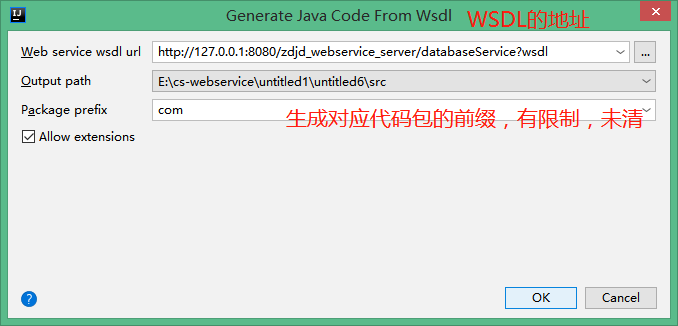 Generate Java Code From Wsdl
WSDL的地址
Web service wsdl url http://127.0.0.1:8080/zdjd_webservice_server/databaseService?wsdl ...
Output path E:\cs-webservice\untitled1\untitled6\src
Package prefix com
生成对应代码包的前缀，有限制，未清
Allow extensions
? OK Cancel